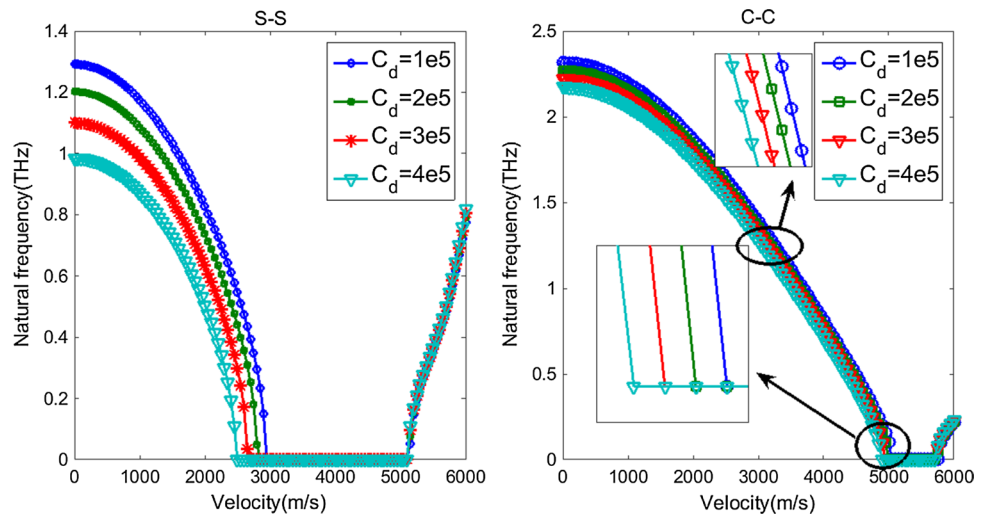 S-S
1.4
1.2
1
0.8
0.6
0.4
0.2
0
0 1000 2000 3000 4000 5000 6000
Natural frequency(THz)
Velocity(m/s)
C_d=1e5
C_d=2e5
C_d=3e5
C_d=4e5
C-C
2.5
2
1.5
1
0.5
0
0 1000 2000 3000 4000 5000 6000
Natural frequency(THz)
Velocity(m/s)
C_d=1e5
C_d=2e5
C_d=3e5
C_d=4e5